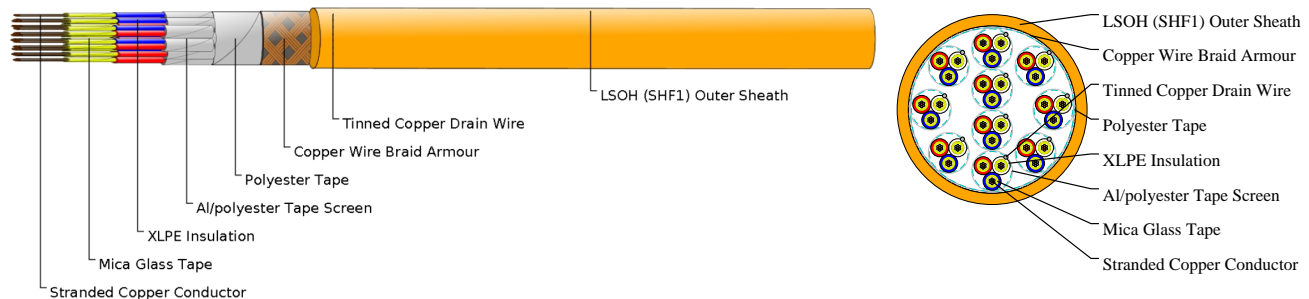 LSOH (SHF1) Outer Sheath
Tinned Copper Drain Wire
Copper Wire Braid Armour
Polyester Tape
Al/polyester Tape Screen
XLPE Insulation
Mica Glass Tape
Stranded Copper Conductor
LSOH (SHF1) Outer Sheath
Copper Wire Braid Armour
Tinned Copper Drain Wire
Polyester Tape
XLPE Insulation
Al/polyester Tape Screen
Mica Glass Tape
Stranded Copper Conductor